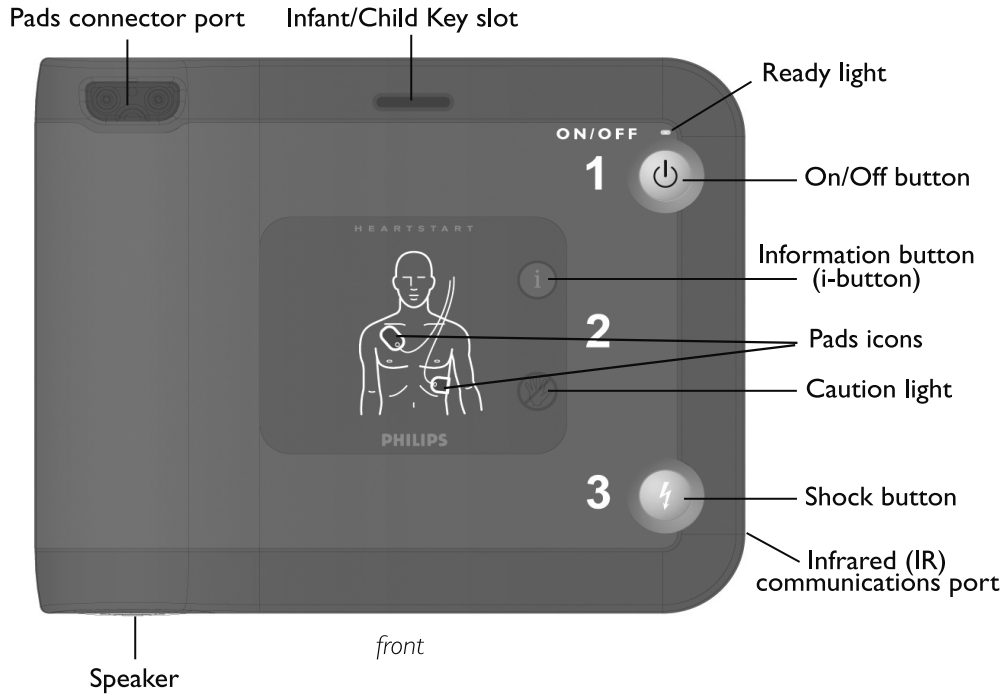 Pads connector port
Infant/Child Key slot
Ready light
ON/OFF
1
On/Off button
HEARTSTART
Information button
(i-button)
i
2
Pads icons
Caution light
PHILIPS
3
Shock button
Infrared (IR)
communications port
front
Speaker